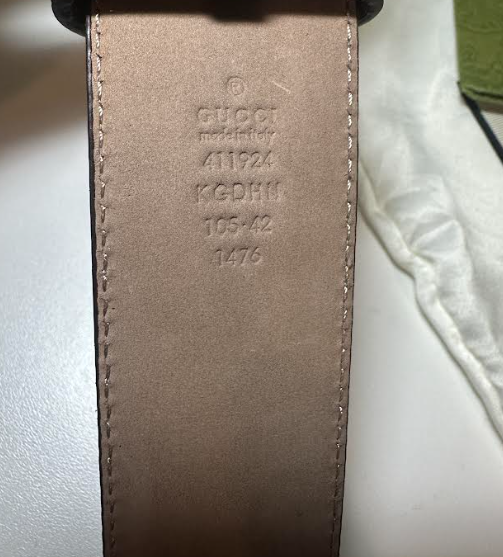 ®
GUCCI
made in italy
411924
KGDHN
105·42
1476